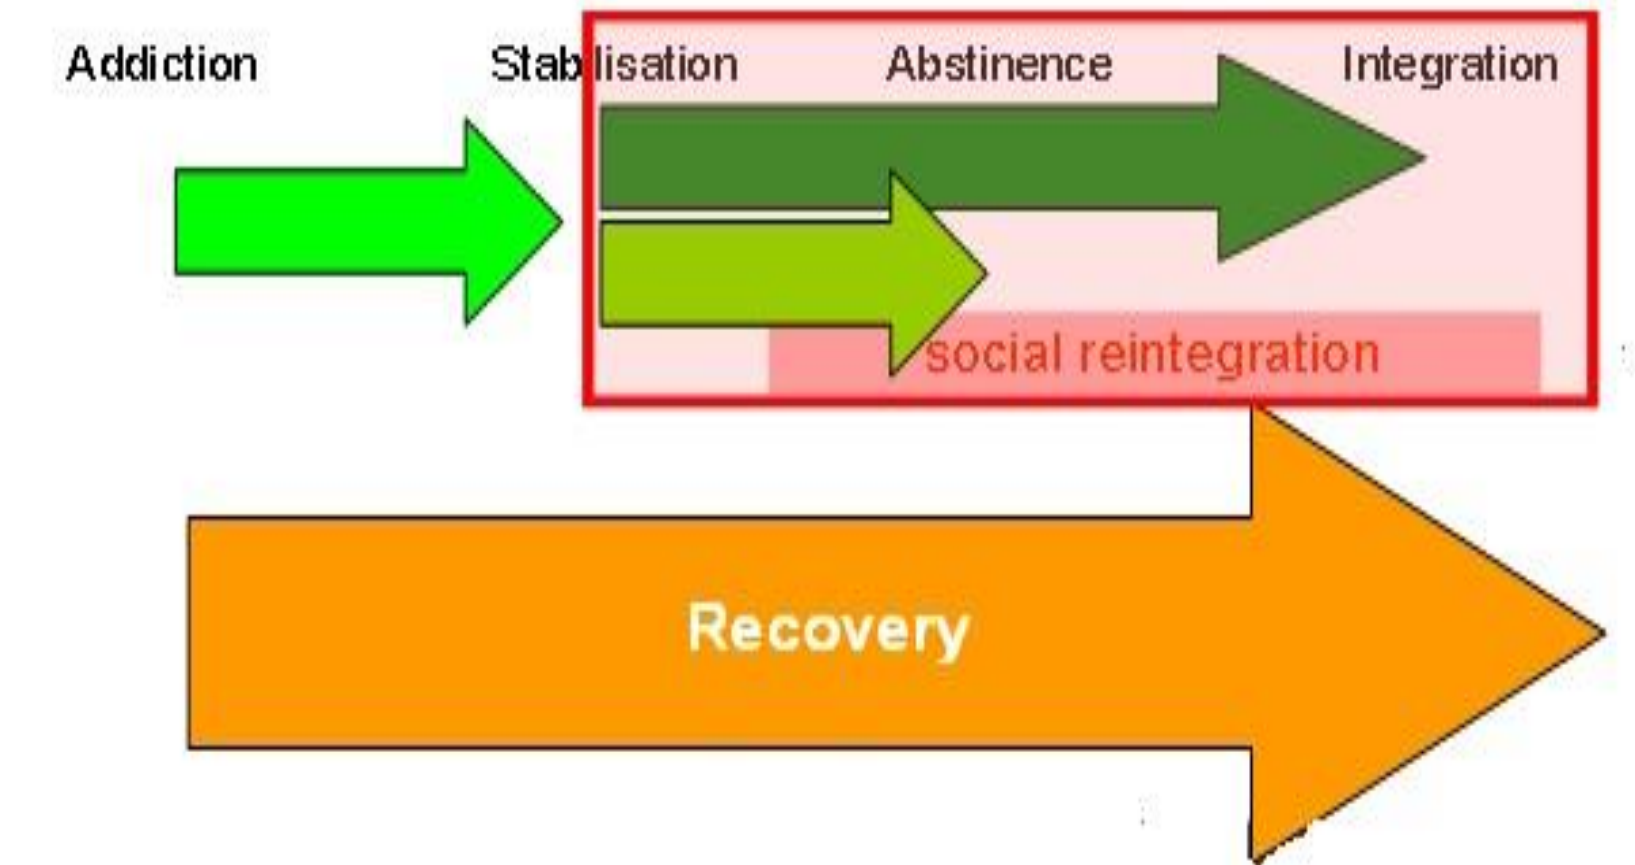 Addiction Stabilisation Abstinence Integration
social reintegration
Recovery